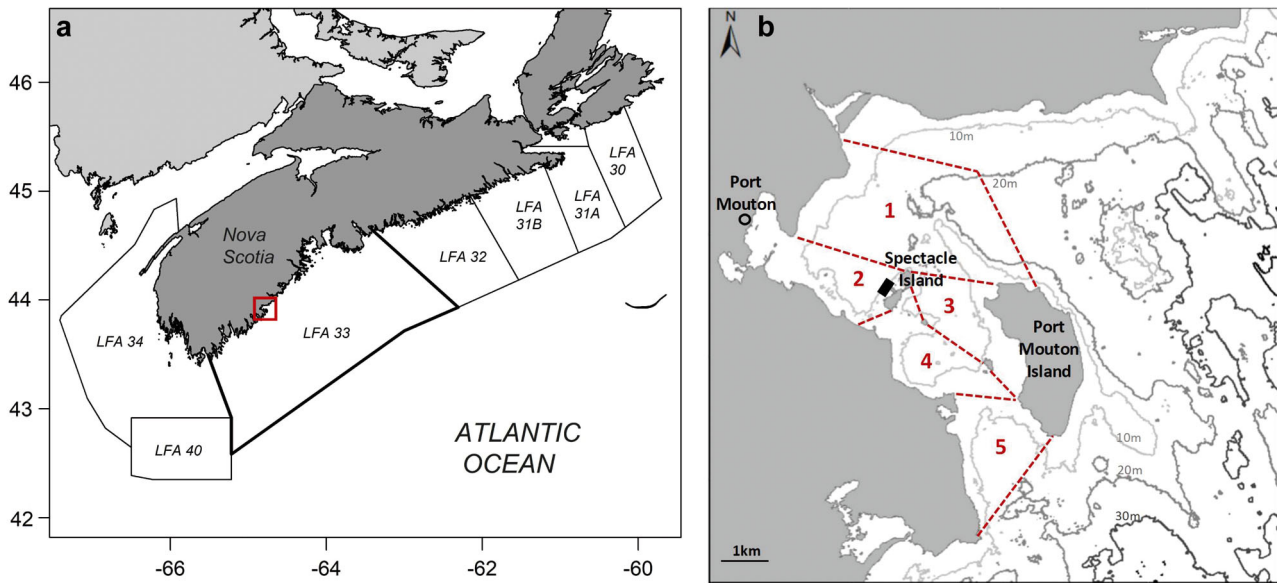 a
46
45
44
43
42
-66
-64
-62
-60
Nova
Scotia
LFA 34
LFA 33
LFA 40
LFA 32
LFA
31B
LFA
31A
LFA
30
ATLANTIC
OCEAN
b
N
10m
20m
Port
Mouton
1
Spectacle
Island
2
3
Port
Mouton
Island
4
5
10m
20m
30m
1km